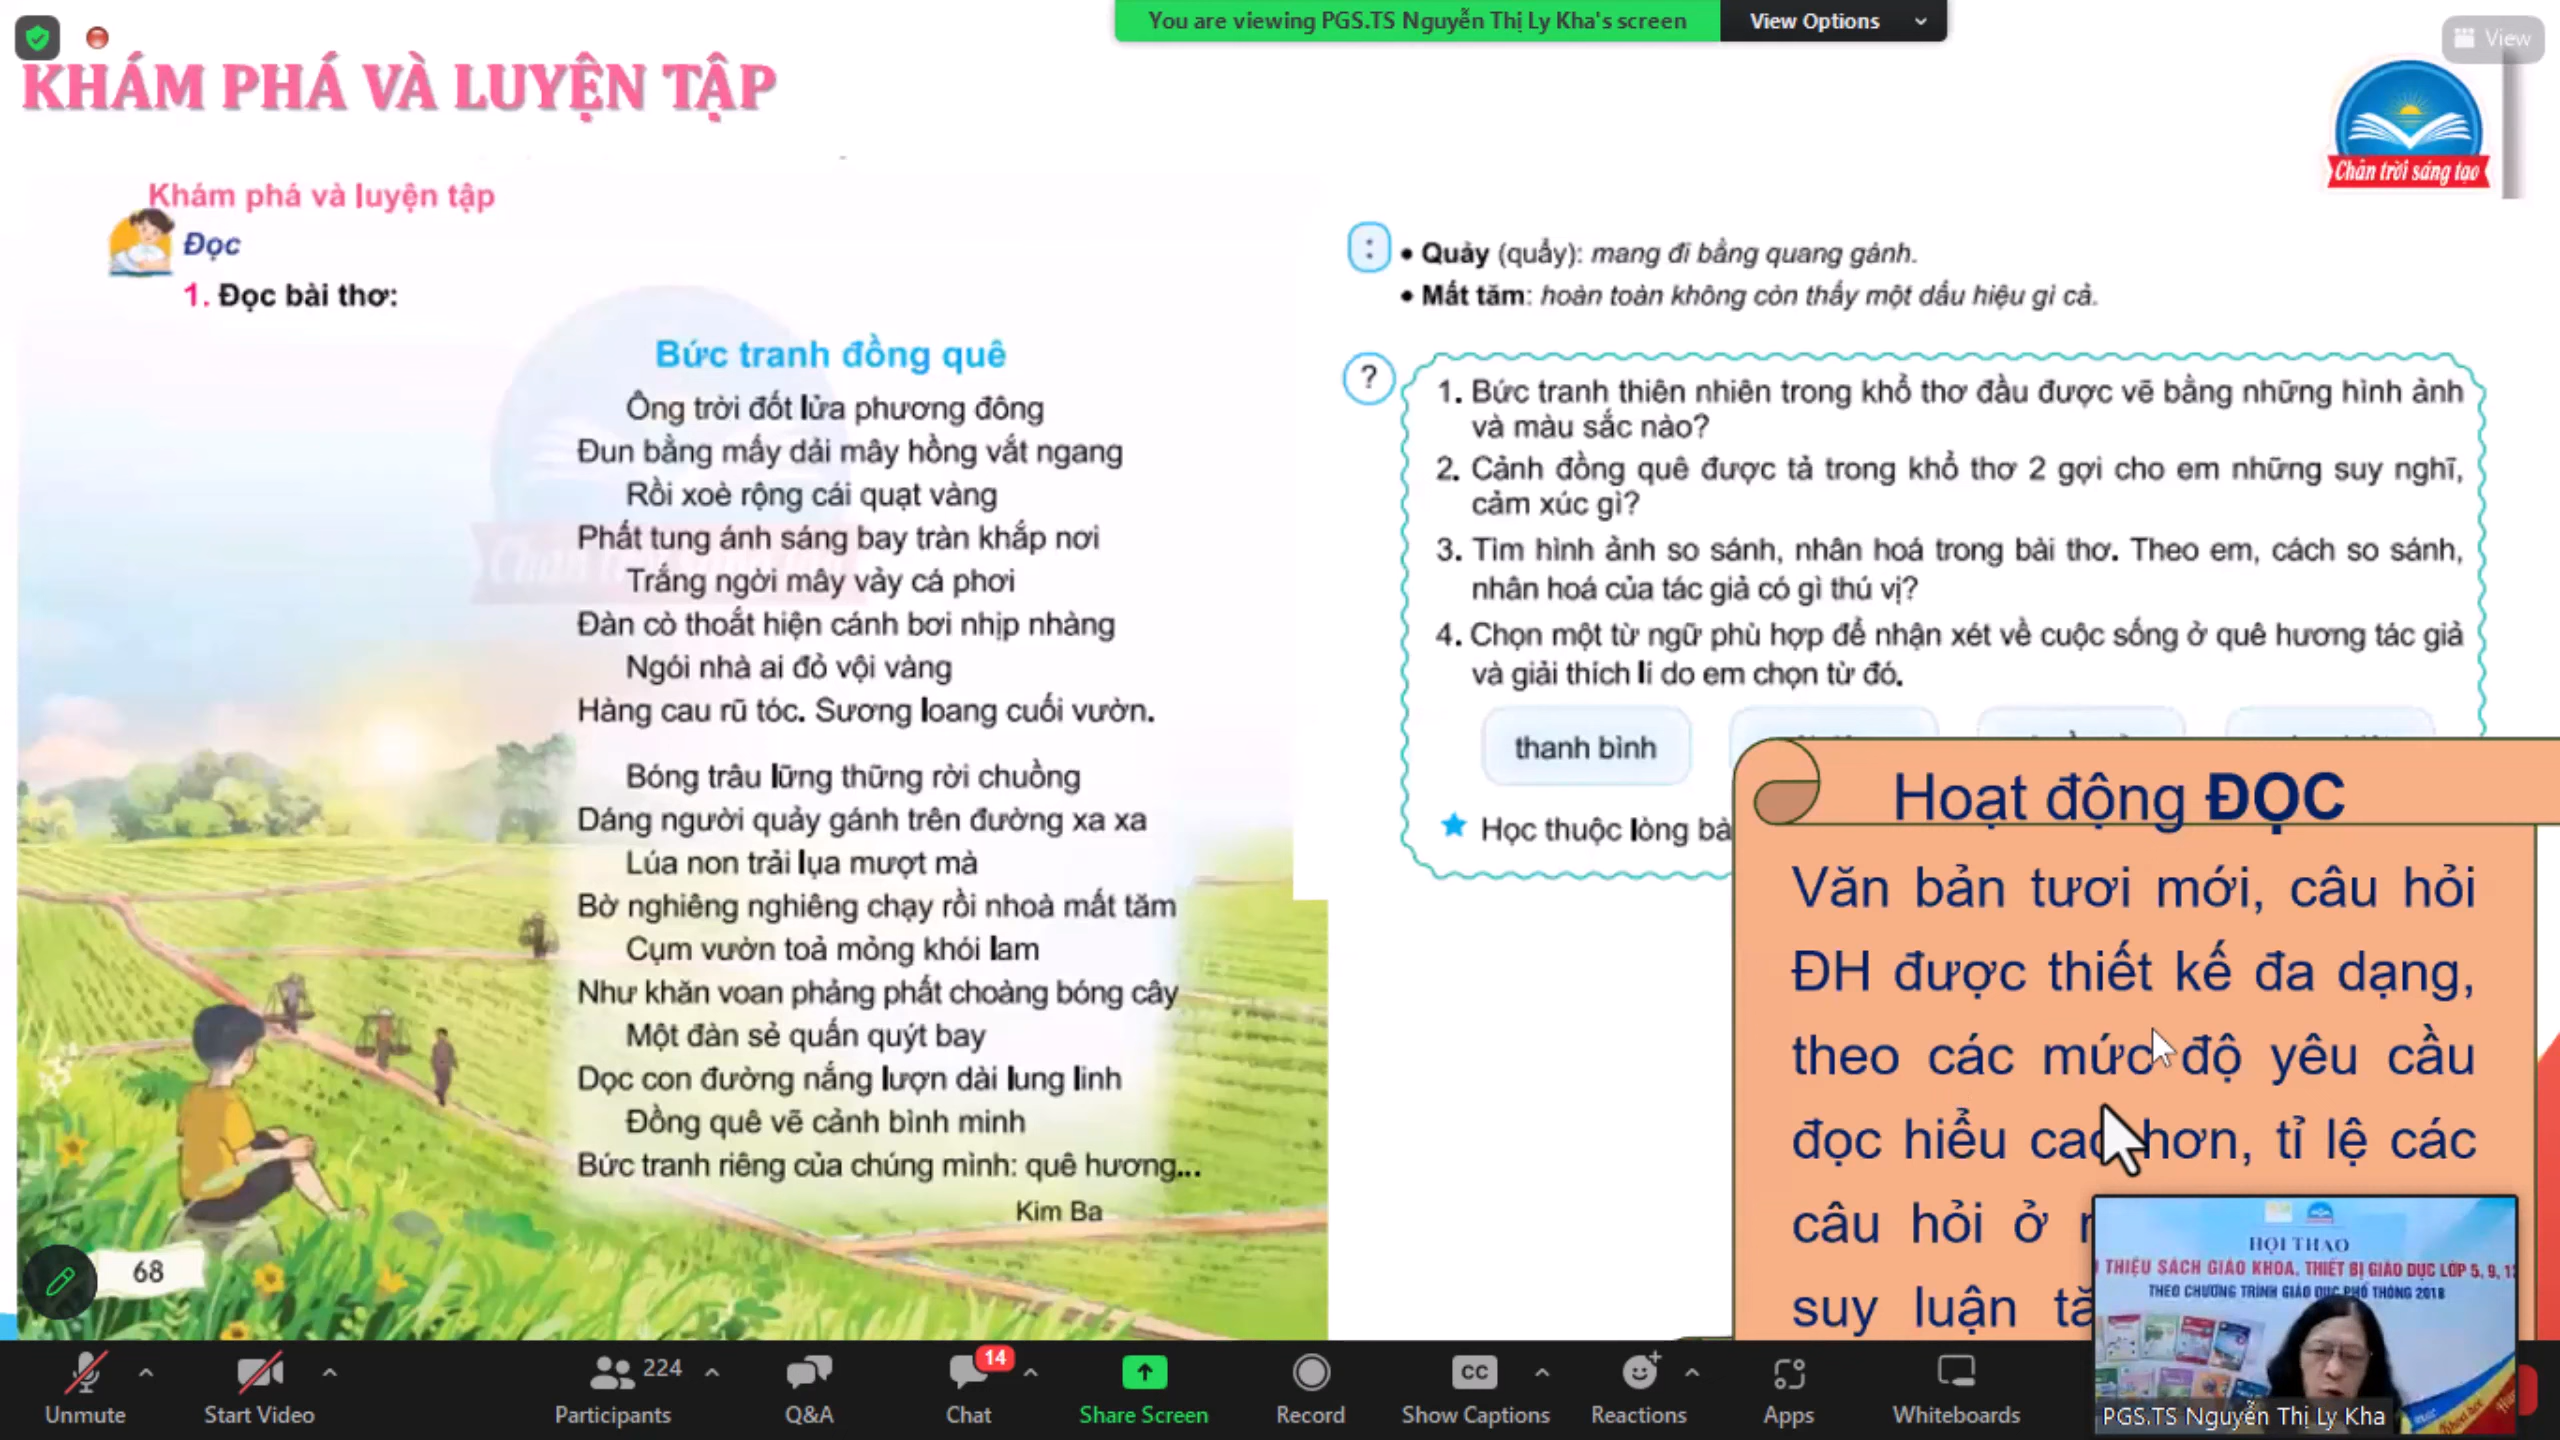 You are viewing PGS.TS Nguyễn Thị Ly Kha's screen
View Options
View
KHÁM PHÁ VÀ LUYỆN TẬP
Chân trời sáng tạo
Khám phá và luyện tập
Đọc
1. Đọc bài thơ:
Bức tranh đồng quê
Ông trời đốt lửa phương đông
Đun bằng mấy dải mây hồng vắt ngang
Rồi xoè rộng cái quạt vàng
Phất tung ánh sáng bay tràn khắp nơi
Trắng ngời mây vảy cá phơi
Đàn cò thoắt hiện cánh bơi nhịp nhàng
Ngói nhà ai đỏ vội vàng
Hàng cau rũ tóc. Sương loang cuối vườn.
Bóng trâu lững thững rời chuồng
Dáng người quảy gánh trên đường xa xa
Lúa non trải lụa mượt mà
Bờ nghiêng nghiêng chạy rồi nhoà mất tăm
Cụm vườn toả mỏng khói lam
Như khăn voan phảng phất choàng bóng cây
Một đàn sẻ quấn quýt bay
Dọc con đường nắng lượn dài lung linh
Đồng quê vẽ cảnh bình minh
Bức tranh riêng của chúng mình: quê hương...
Kim Ba
68
• Quảy (quẩy): mang đi bằng quang gánh.
• Mất tăm: hoàn toàn không còn thấy một dấu hiệu gì cả.
?
1. Bức tranh thiên nhiên trong khổ thơ đầu được vẽ bằng những hình ảnh
và màu sắc nào?
2. Cảnh đồng quê được tả trong khổ thơ 2 gợi cho em những suy nghĩ,
cảm xúc gì?
3. Tìm hình ảnh so sánh, nhân hoá trong bài thơ. Theo em, cách so sánh,
nhân hoá của tác giả có gì thú vị?
4. Chọn một từ ngữ phù hợp để nhận xét về cuộc sống ở quê hương tác giả
và giải thích lí do em chọn từ đó.
thanh bình
Học thuộc lòng
Hoạt động ĐỌC
Văn bản tươi mới, câu hỏi
ĐH được thiết kế đa dạng,
theo các mức độ yêu cầu
đọc hiểu cao hơn, tỉ lệ các
câu hỏi ở
suy luận
HỘI THẢO
THIỆU SÁCH GIÁO KHOA, THIẾT BỊ GIÁO DỤC LỚP 5, 9,
THEO CHƯƠNG TRÌNH GIÁO DỤC PHỔ THÔNG 2018
PGS.TS Nguyễn Thị Ly Kha
Unmute
Start Video
224
Participants
Q&A
14
Chat
Share Screen
Record
CC
Show Captions
Reactions
Apps
Whiteboards